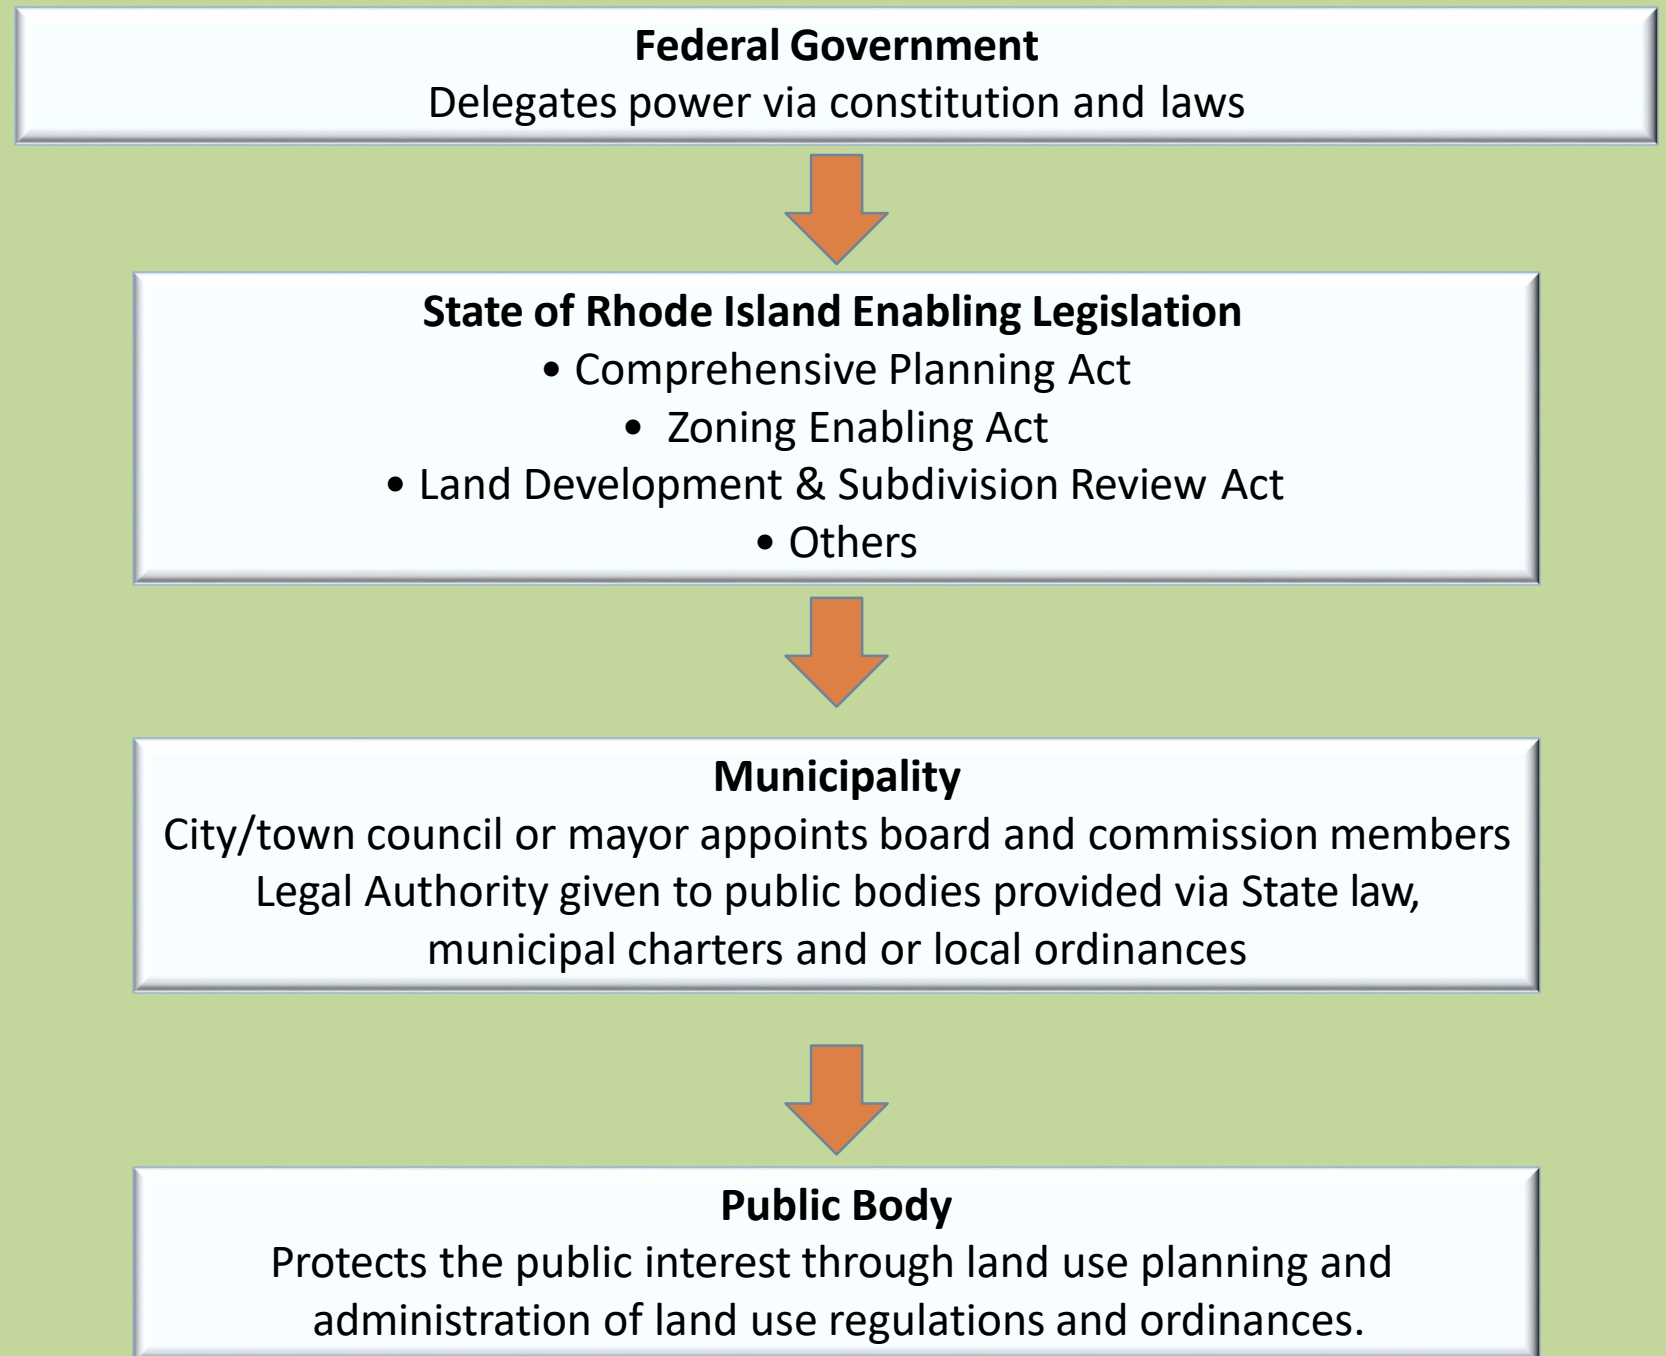 Federal Government
Delegates power via constitution and laws
State of Rhode Island Enabling Legislation
• Comprehensive Planning Act
• Zoning Enabling Act
• Land Development & Subdivision Review Act
• Others
Municipality
City/town council or mayor appoints board and commission members
Legal Authority given to public bodies provided via State law,
municipal charters and or local ordinances
Public Body
Protects the public interest through land use planning and
administration of land use regulations and ordinances.